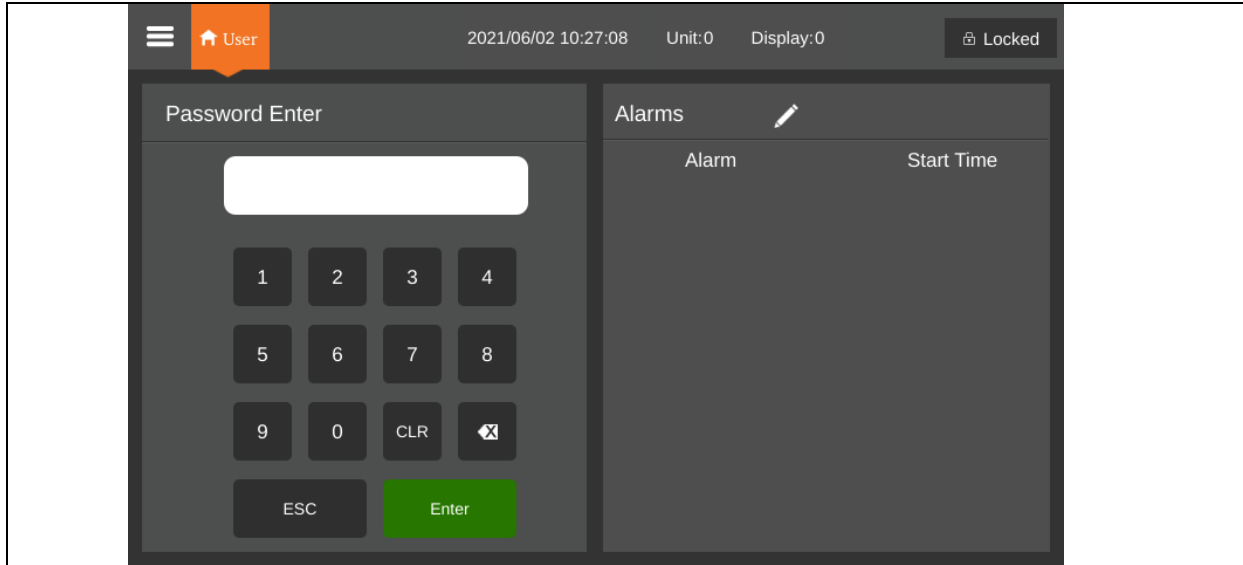 User 2021/06/02 10:27:08 Unit:0 Display:0 Locked
Password Enter
1 2 3 4
5 6 7 8
9 0 CLR
ESC Enter
Alarms
Alarm Start Time